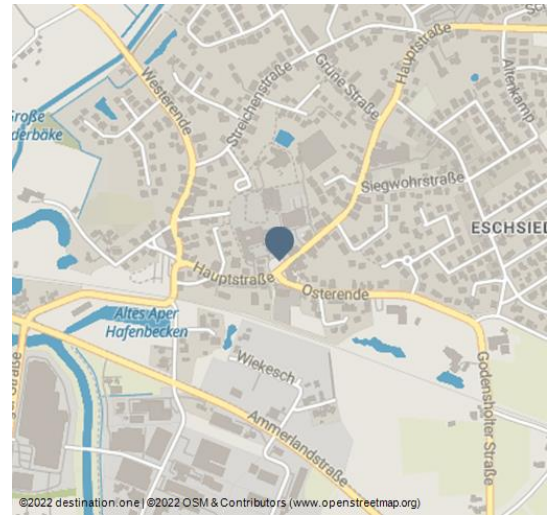 Hauptstraße
Altenkamp
Westerende
Streichenstraße
Grüne Straße
Große
Siegwohrstraße
ESCHSIED
Hauptstraße
Osterende
Altes Aper
Hafenbecken
Wiekesch
Godensholter Straße
Ammerlandstraße
©2022 destination.one | ©2022 OSM & Contributors (www.openstreetmap.org)